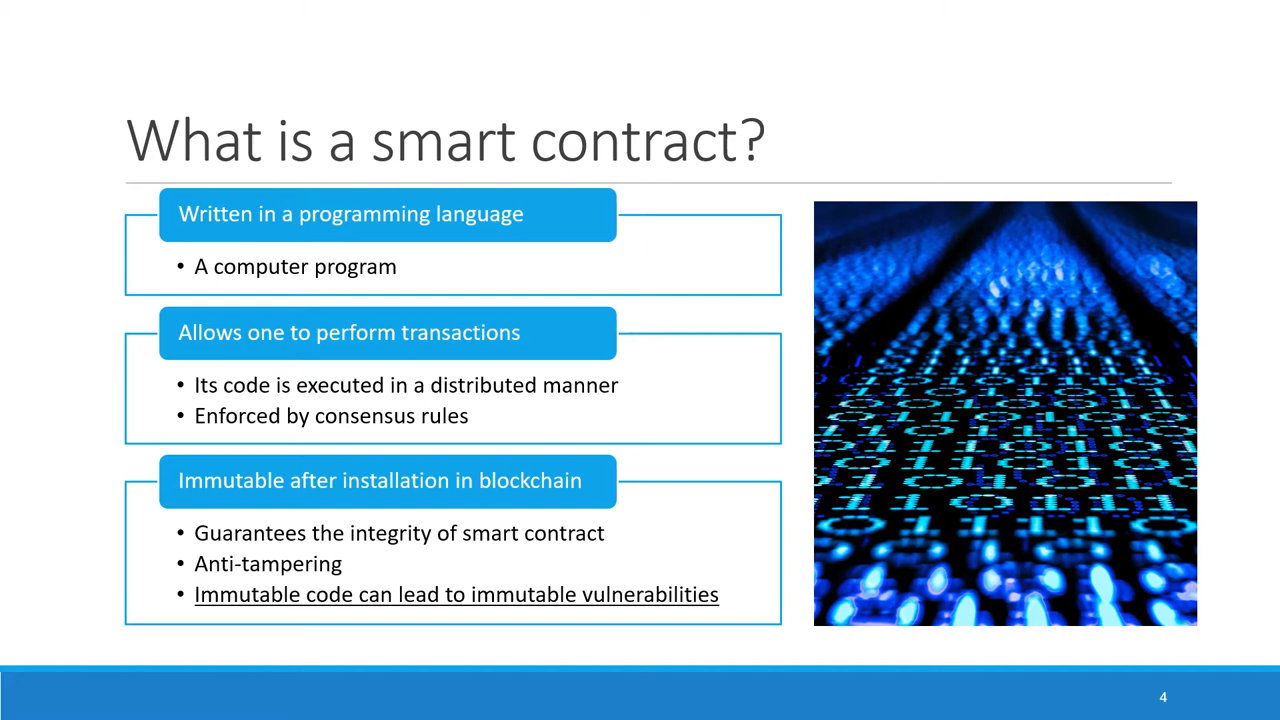 What is a smart contract?
Written in a programming language
• A computer program
Allows one to perform transactions
• Its code is executed in a distributed manner
• Enforced by consensus rules
Immutable after installation in blockchain
• Guarantees the integrity of smart contract
• Anti-tampering
• Immutable code can lead to immutable vulnerabilities
4